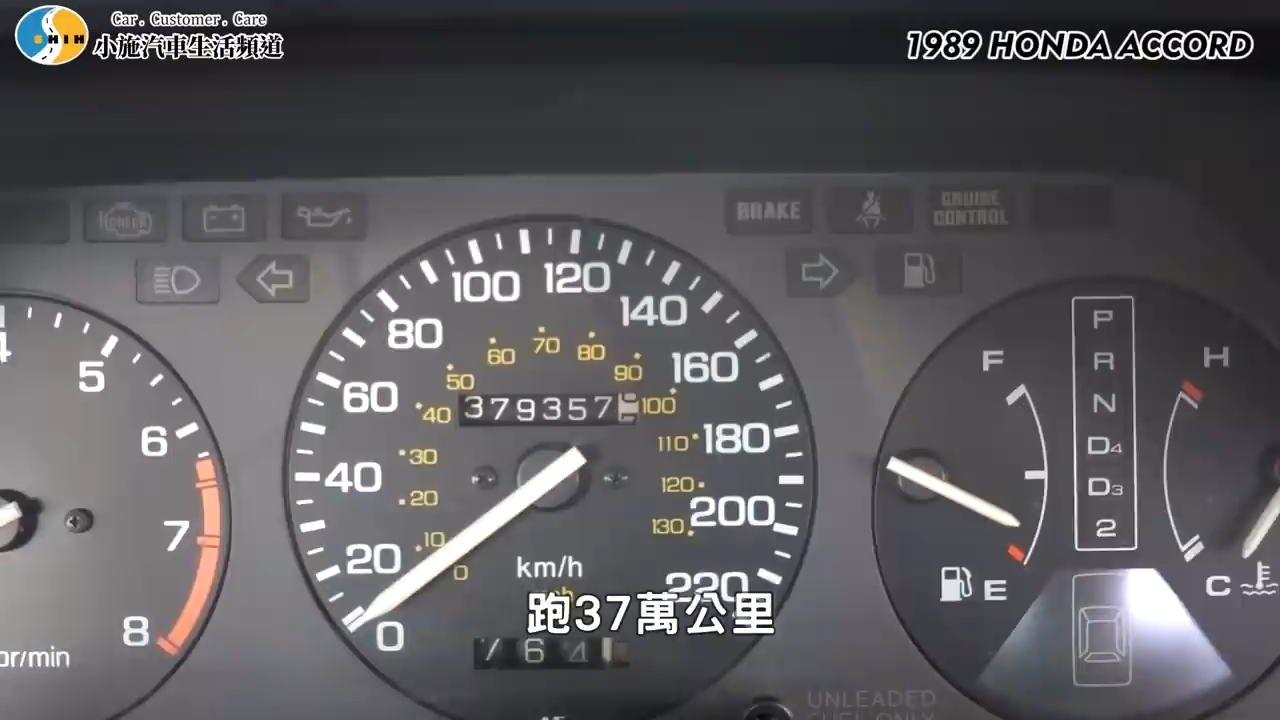 Car. Customer. Care
SHIH
小施汽車生活頻道
1989 HONDA ACCORD
CHECK
BRAKE
CRUISE
CONTROL
5
6
7
8
0
20
40
60
80
100
120
140
160
180
200
220
0
10
20
30
40
50
60
70
80
90
100
110
120
130
379357
km/h
764
F
E
P
R
N
D4
D3
2
H
C
UNLEADED
FUEL ONLY
跑37萬公里